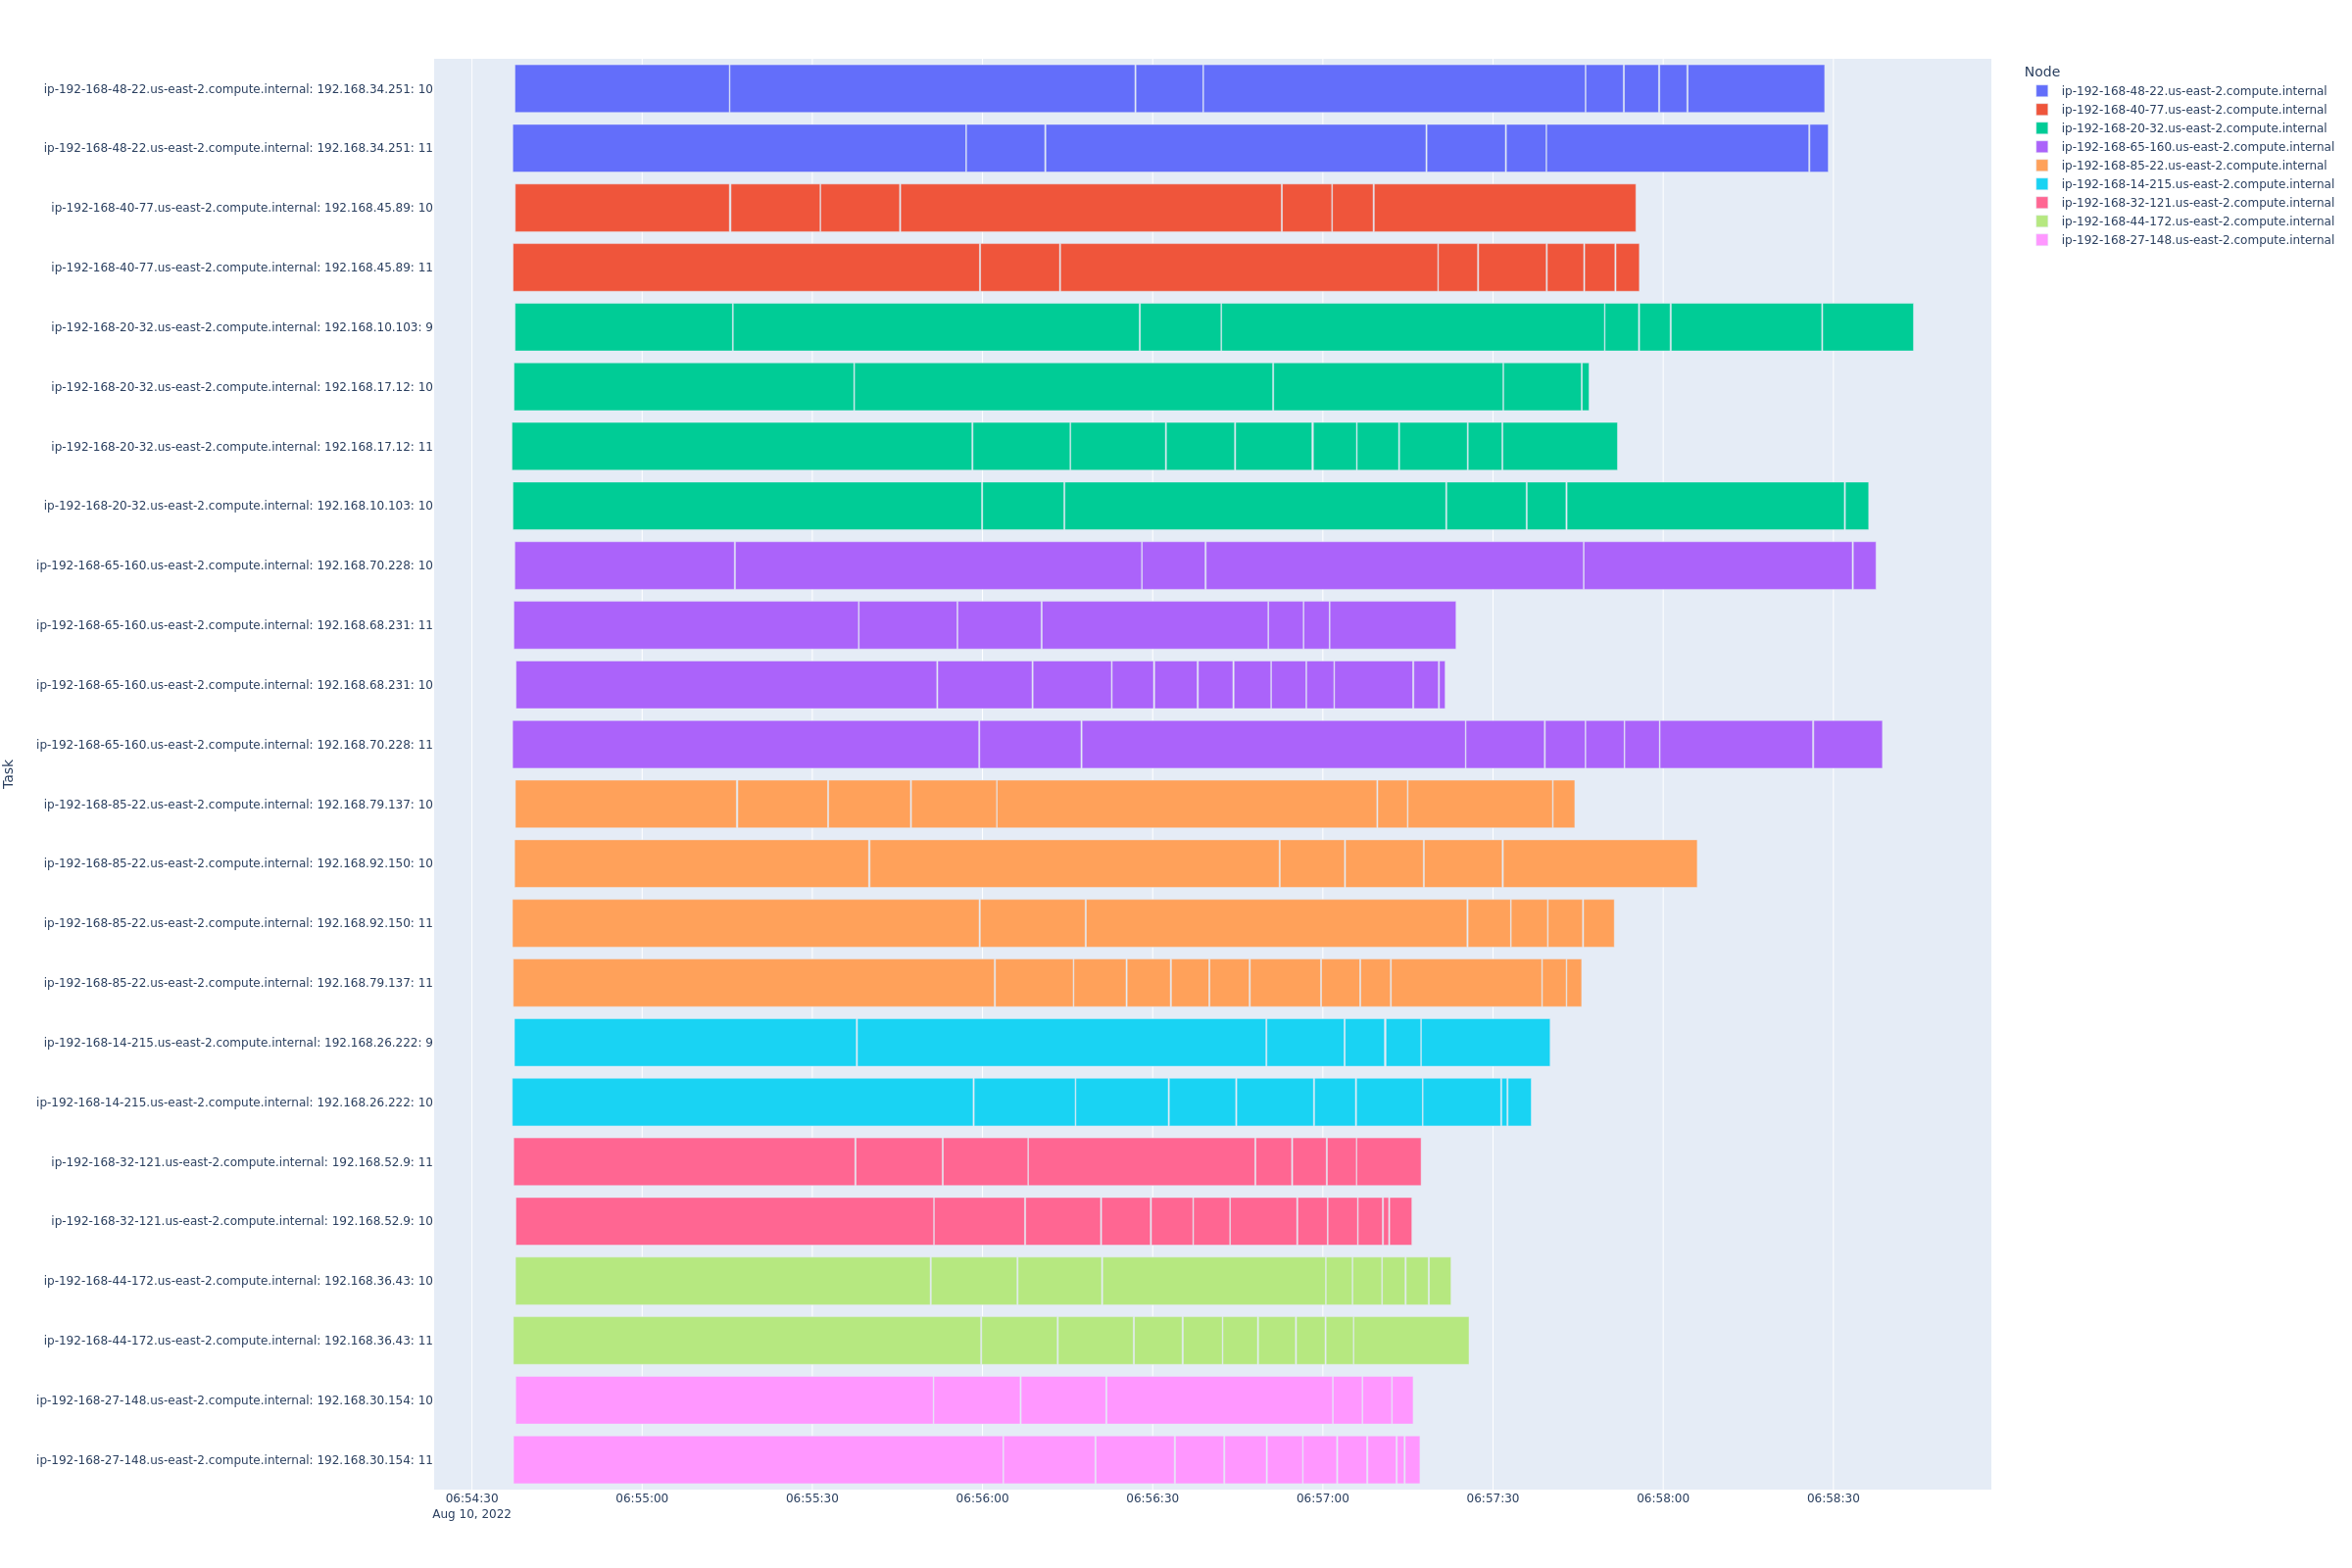 ip-192-168-48-22.us-east-2.compute.internal: 192.168.34.251: 10
ip-192-168-48-22.us-east-2.compute.internal: 192.168.34.251: 11
ip-192-168-40-77.us-east-2.compute.internal: 192.168.45.89: 10
ip-192-168-40-77.us-east-2.compute.internal: 192.168.45.89: 11
ip-192-168-20-32.us-east-2.compute.internal: 192.168.10.103: 9
ip-192-168-20-32.us-east-2.compute.internal: 192.168.17.12: 10
ip-192-168-20-32.us-east-2.compute.internal: 192.168.17.12: 11
ip-192-168-20-32.us-east-2.compute.internal: 192.168.10.103: 10
ip-192-168-65-160.us-east-2.compute.internal: 192.168.70.228: 10
ip-192-168-65-160.us-east-2.compute.internal: 192.168.68.231: 11
ip-192-168-65-160.us-east-2.compute.internal: 192.168.68.231: 10
ip-192-168-65-160.us-east-2.compute.internal: 192.168.70.228: 11
ip-192-168-85-22.us-east-2.compute.internal: 192.168.79.137: 10
ip-192-168-85-22.us-east-2.compute.internal: 192.168.92.150: 10
ip-192-168-85-22.us-east-2.compute.internal: 192.168.92.150: 11
ip-192-168-85-22.us-east-2.compute.internal: 192.168.79.137: 11
ip-192-168-14-215.us-east-2.compute.internal: 192.168.26.222: 9
ip-192-168-14-215.us-east-2.compute.internal: 192.168.26.222: 10
ip-192-168-32-121.us-east-2.compute.internal: 192.168.52.9: 11
ip-192-168-32-121.us-east-2.compute.internal: 192.168.52.9: 10
ip-192-168-44-172.us-east-2.compute.internal: 192.168.36.43: 10
ip-192-168-44-172.us-east-2.compute.internal: 192.168.36.43: 11
ip-192-168-27-148.us-east-2.compute.internal: 192.168.30.154: 10
ip-192-168-27-148.us-east-2.compute.internal: 192.168.30.154: 11
Task
06:54:30 06:55:00 06:55:30 06:56:00 06:56:30 06:57:00 06:57:30 06:58:00 06:58:30
Aug 10, 2022
Node
ip-192-168-48-22.us-east-2.compute.internal
ip-192-168-40-77.us-east-2.compute.internal
ip-192-168-20-32.us-east-2.compute.internal
ip-192-168-65-160.us-east-2.compute.internal
ip-192-168-85-22.us-east-2.compute.internal
ip-192-168-14-215.us-east-2.compute.internal
ip-192-168-32-121.us-east-2.compute.internal
ip-192-168-44-172.us-east-2.compute.internal
ip-192-168-27-148.us-east-2.compute.internal